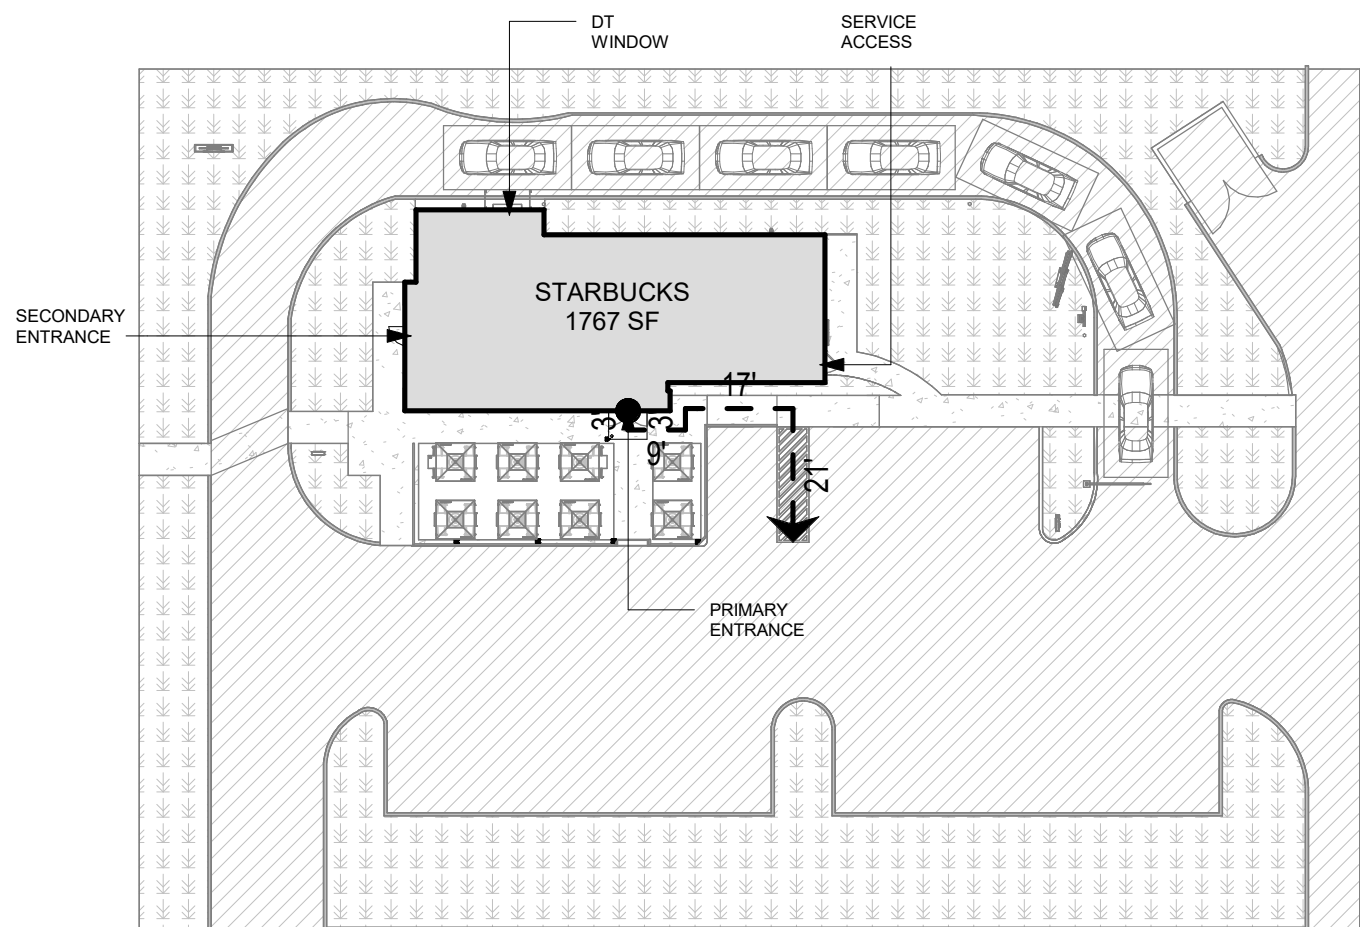 DT
WINDOW
SERVICE
ACCESS
STARBUCKS
1767 SF
SECONDARY
ENTRANCE
17'
3'
3'
9'
21'
PRIMARY
ENTRANCE